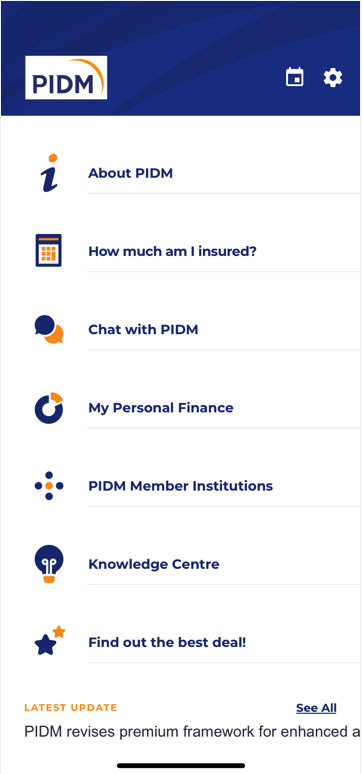 PIDM
About PIDM
How much am I insured?
Chat with PIDM
My Personal Finance
PIDM Member Institutions
Knowledge Centre
Find out the best deal!
LATEST UPDATE See All
PIDM revises premium framework for enhanced a